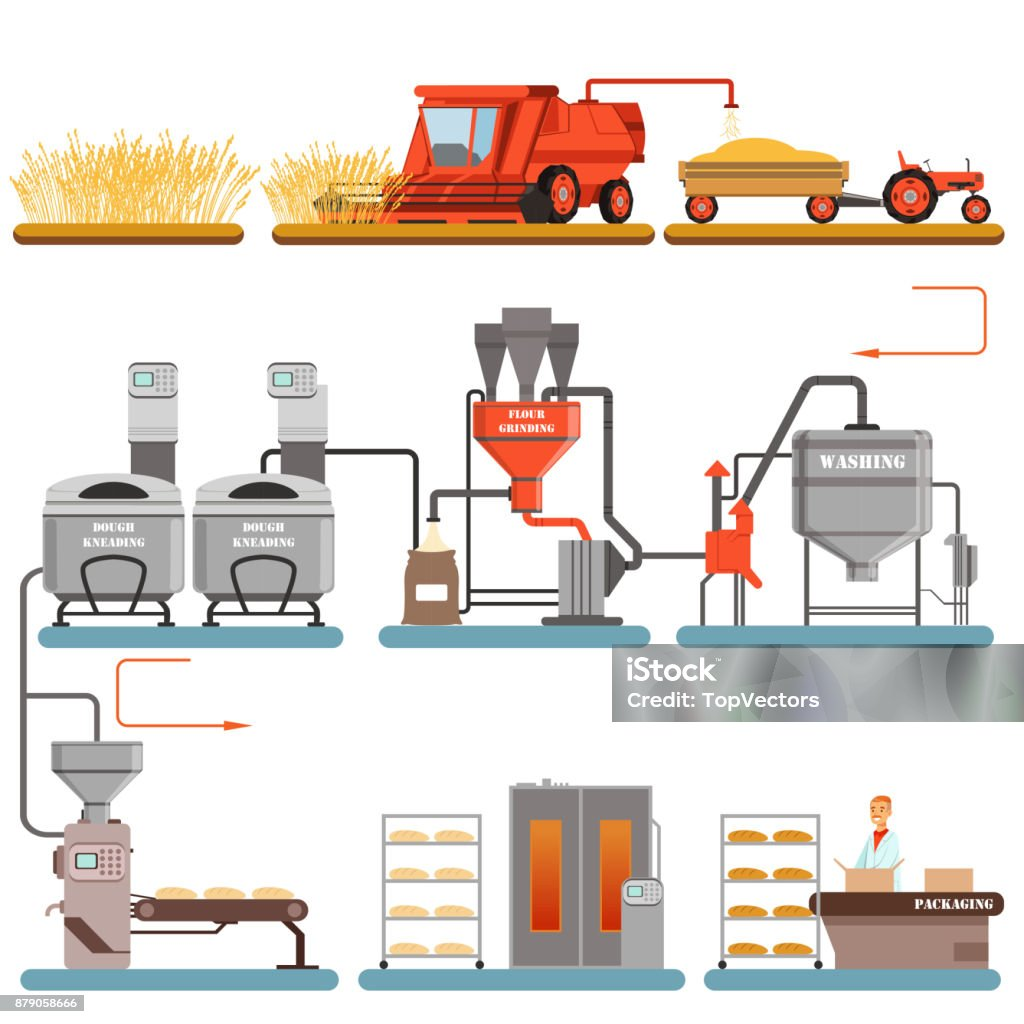 FLOUR
GRINDING
WASHING
DOUGH
KNEADING
DOUGH
KNEADING
iStock
Credit: TopVectors
PACKAGING
879058666